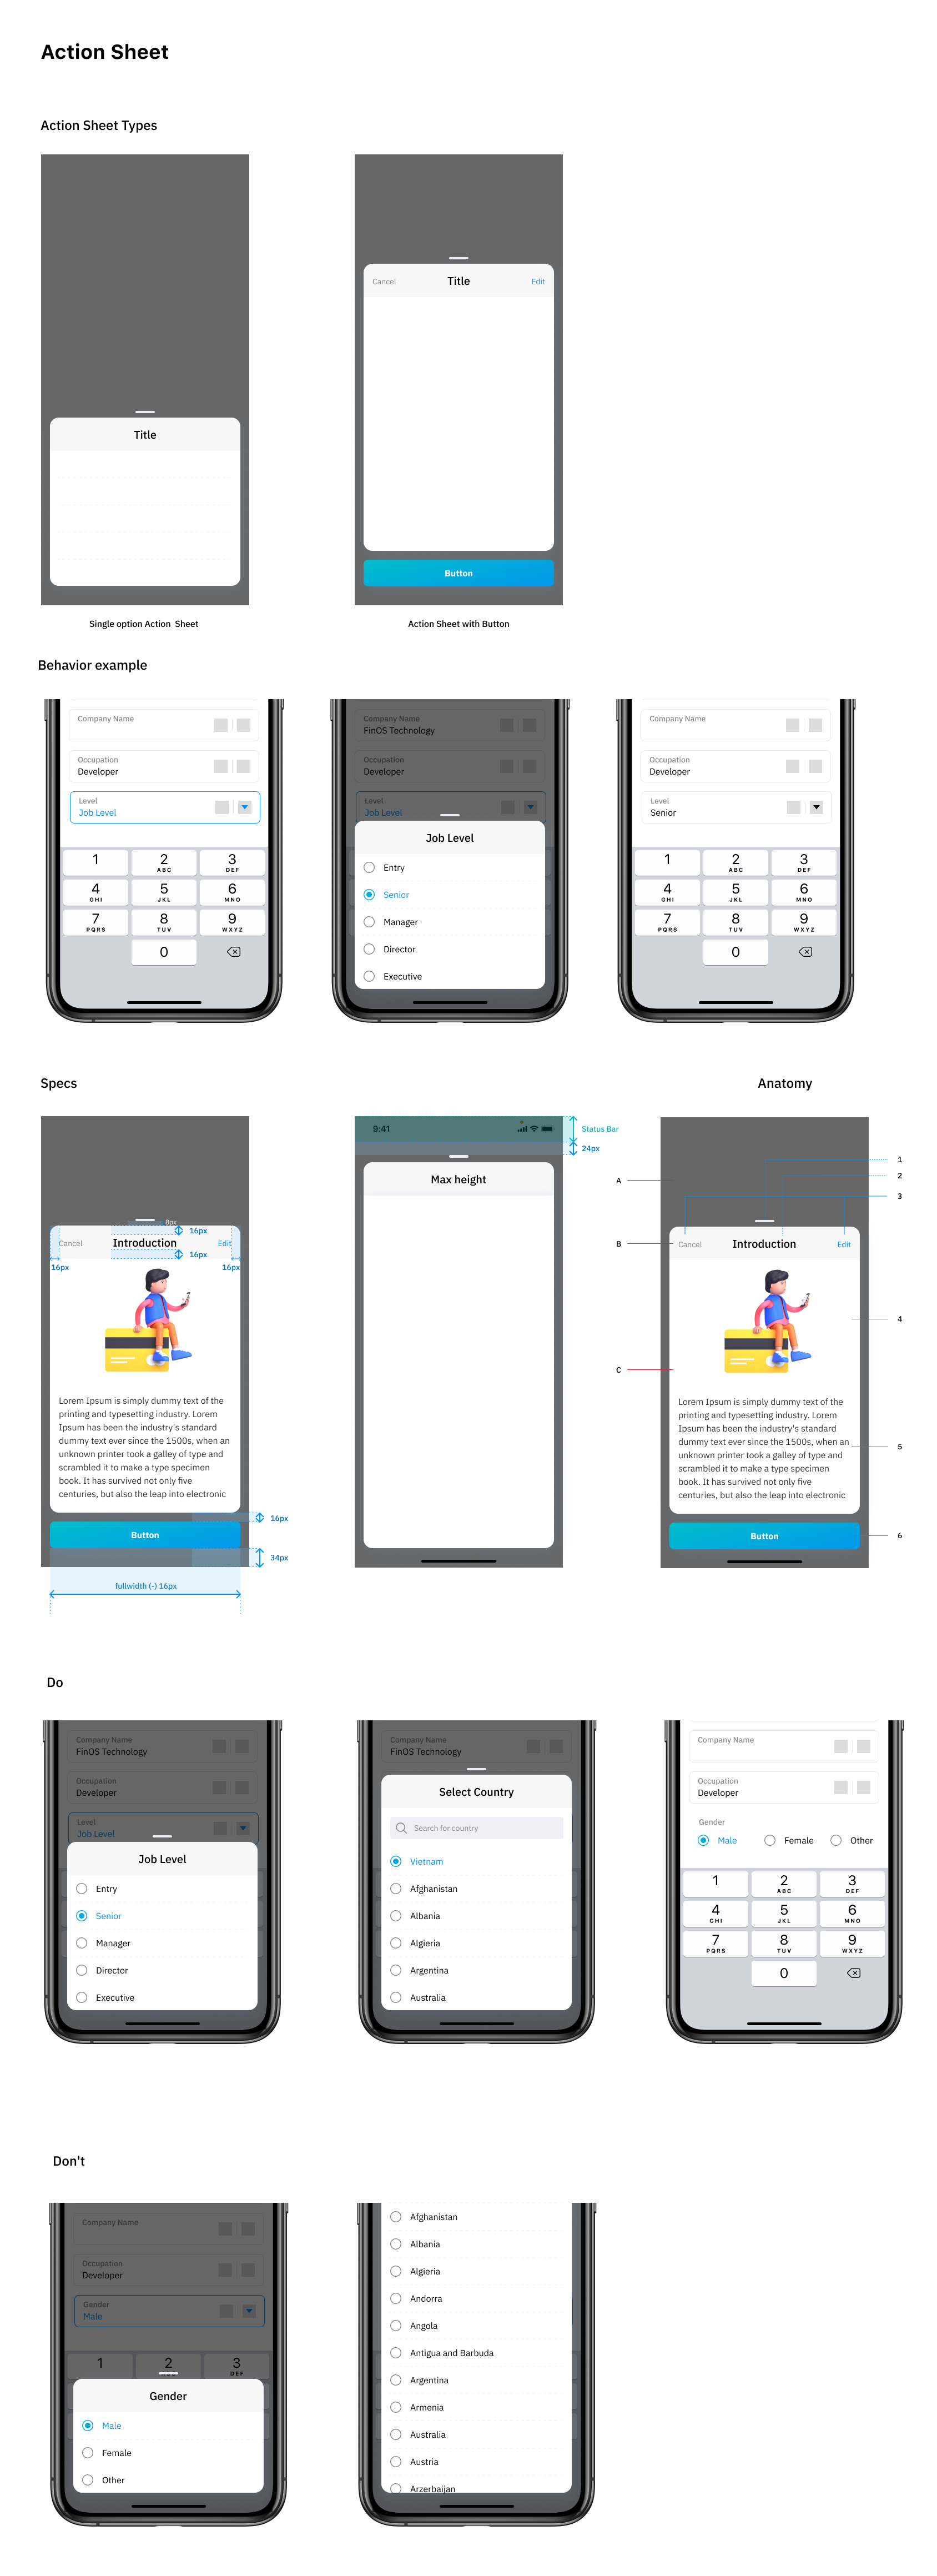 Action Sheet
Action Sheet Types
Title
Cancel
Title
Edit
Button
Single option Action Sheet
Action Sheet with Button
Behavior example
Company Name
Occupation
Developer
Level
Job Level
1
2
ABC
3
DEF
4
GHI
5
JKL
6
MNO
7
PQRS
8
TUV
9
WXYZ
0
Company Name
FinOS Technology
Occupation
Developer
Level
Job Level
Job Level
Entry
Senior
Manager
Director
Executive
Company Name
Occupation
Developer
Level
Senior
1
2
ABC
3
DEF
4
GHI
5
JKL
6
MNO
7
PQRS
8
TUV
9
WXYZ
0
Specs
Anatomy
8px
16px
Cancel
Introduction
Edit
16px
16px
16px
Lorem Ipsum is simply dummy text of the
printing and typesetting industry. Lorem
Ipsum has been the industry's standard
dummy text ever since the 1500s, when an
unknown printer took a galley of type and
scrambled it to make a type specimen
book. It has survived not only five
centuries, but also the leap into electronic
16px
Button
34px
fullwidth (-) 16px
9:41
Status Bar
24px
Max height
A
B
C
1
2
3
Cancel
Introduction
Edit
4
Lorem Ipsum is simply dummy text of the
printing and typesetting industry. Lorem
Ipsum has been the industry's standard
dummy text ever since the 1500s, when an
unknown printer took a galley of type and
scrambled it to make a type specimen
book. It has survived not only five
centuries, but also the leap into electronic
5
Button
6
Do
Company Name
FinOS Technology
Occupation
Developer
Level
Job Level
Job Level
Entry
Senior
Manager
Director
Executive
Company Name
FinOS Technology
Select Country
Search for country
Vietnam
Afghanistan
Albania
Algieria
Argentina
Australia
Company Name
Occupation
Developer
Gender
Male
Female
Other
1
2
ABC
3
DEF
4
GHI
5
JKL
6
MNO
7
PQRS
8
TUV
9
WXYZ
0
Don't
Company Name
Occupation
Developer
Gender
Male
1
2
3
DEF
Gender
Male
Female
Other
Afghanistan
Albania
Algieria
Andorra
Angola
Antigua and Barbuda
Argentina
Armenia
Australia
Austria
Arzerbaijan